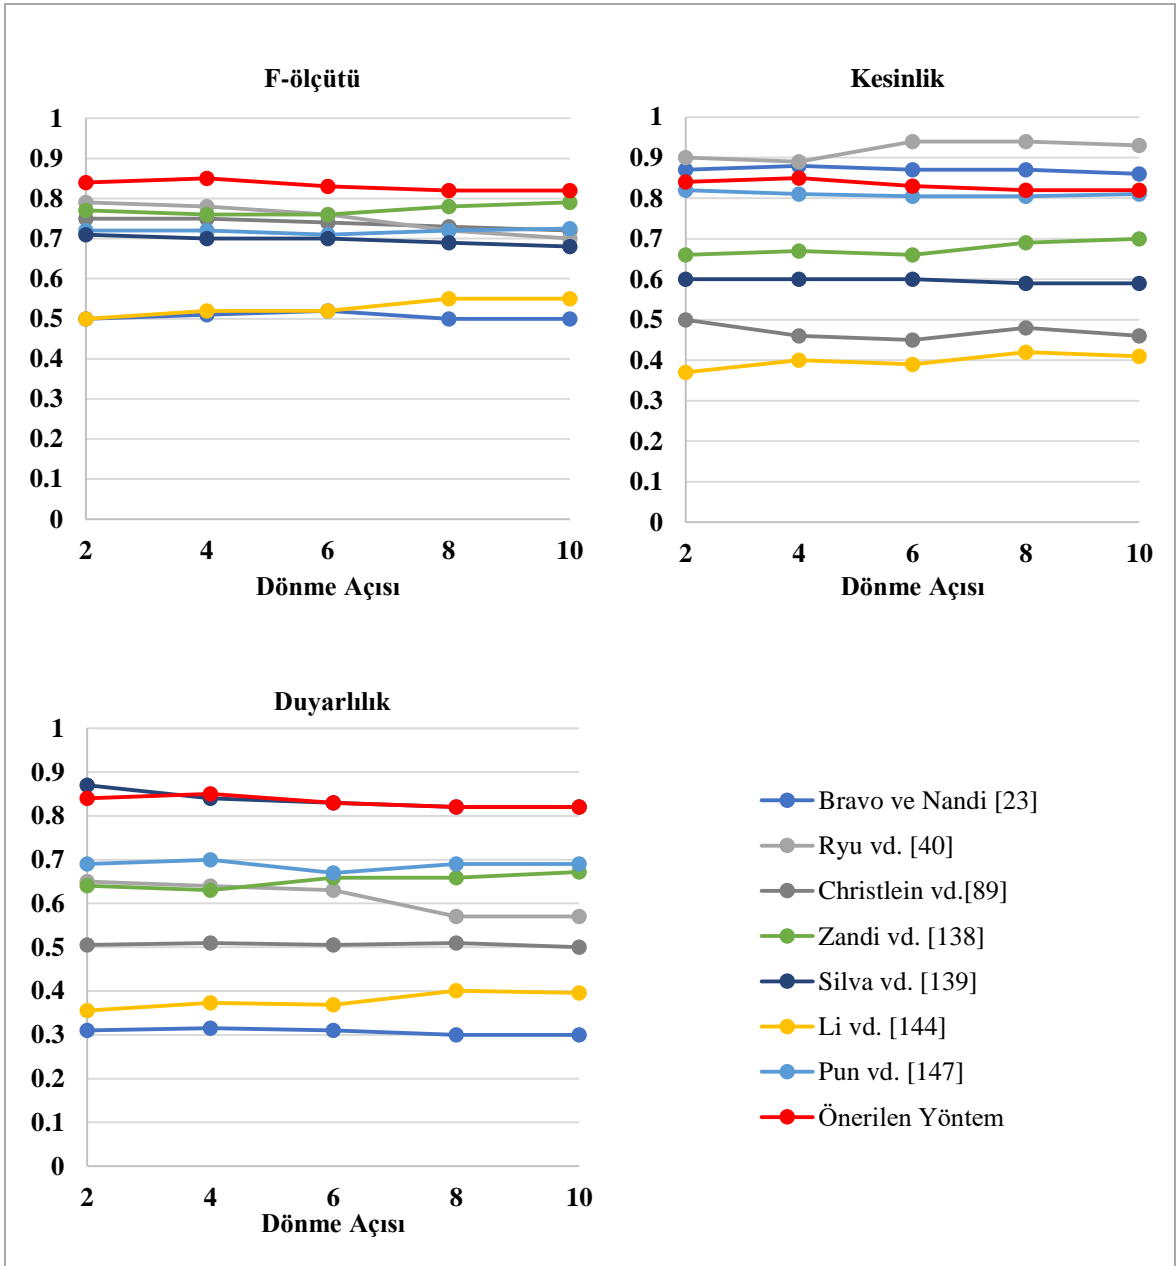 F-ölçütü
1
0.9
0.8
0.7
0.6
0.5
0.4
0.3
0.2
0.1
0
2 4 6 8 10
Dönme Açısı
Kesinlik
1
0.9
0.8
0.7
0.6
0.5
0.4
0.3
0.2
0.1
0
2 4 6 8 10
Dönme Açısı
Duyarlılık
1
0.9
0.8
0.7
0.6
0.5
0.4
0.3
0.2
0.1
0
2 4 6 8 10
Dönme Açısı
Bravo ve Nandi [23]
Ryu vd. [40]
Christlein vd.[89]
Zandi vd. [138]
Silva vd. [139]
Li vd. [144]
Pun vd. [147]
Önerilen Yöntem